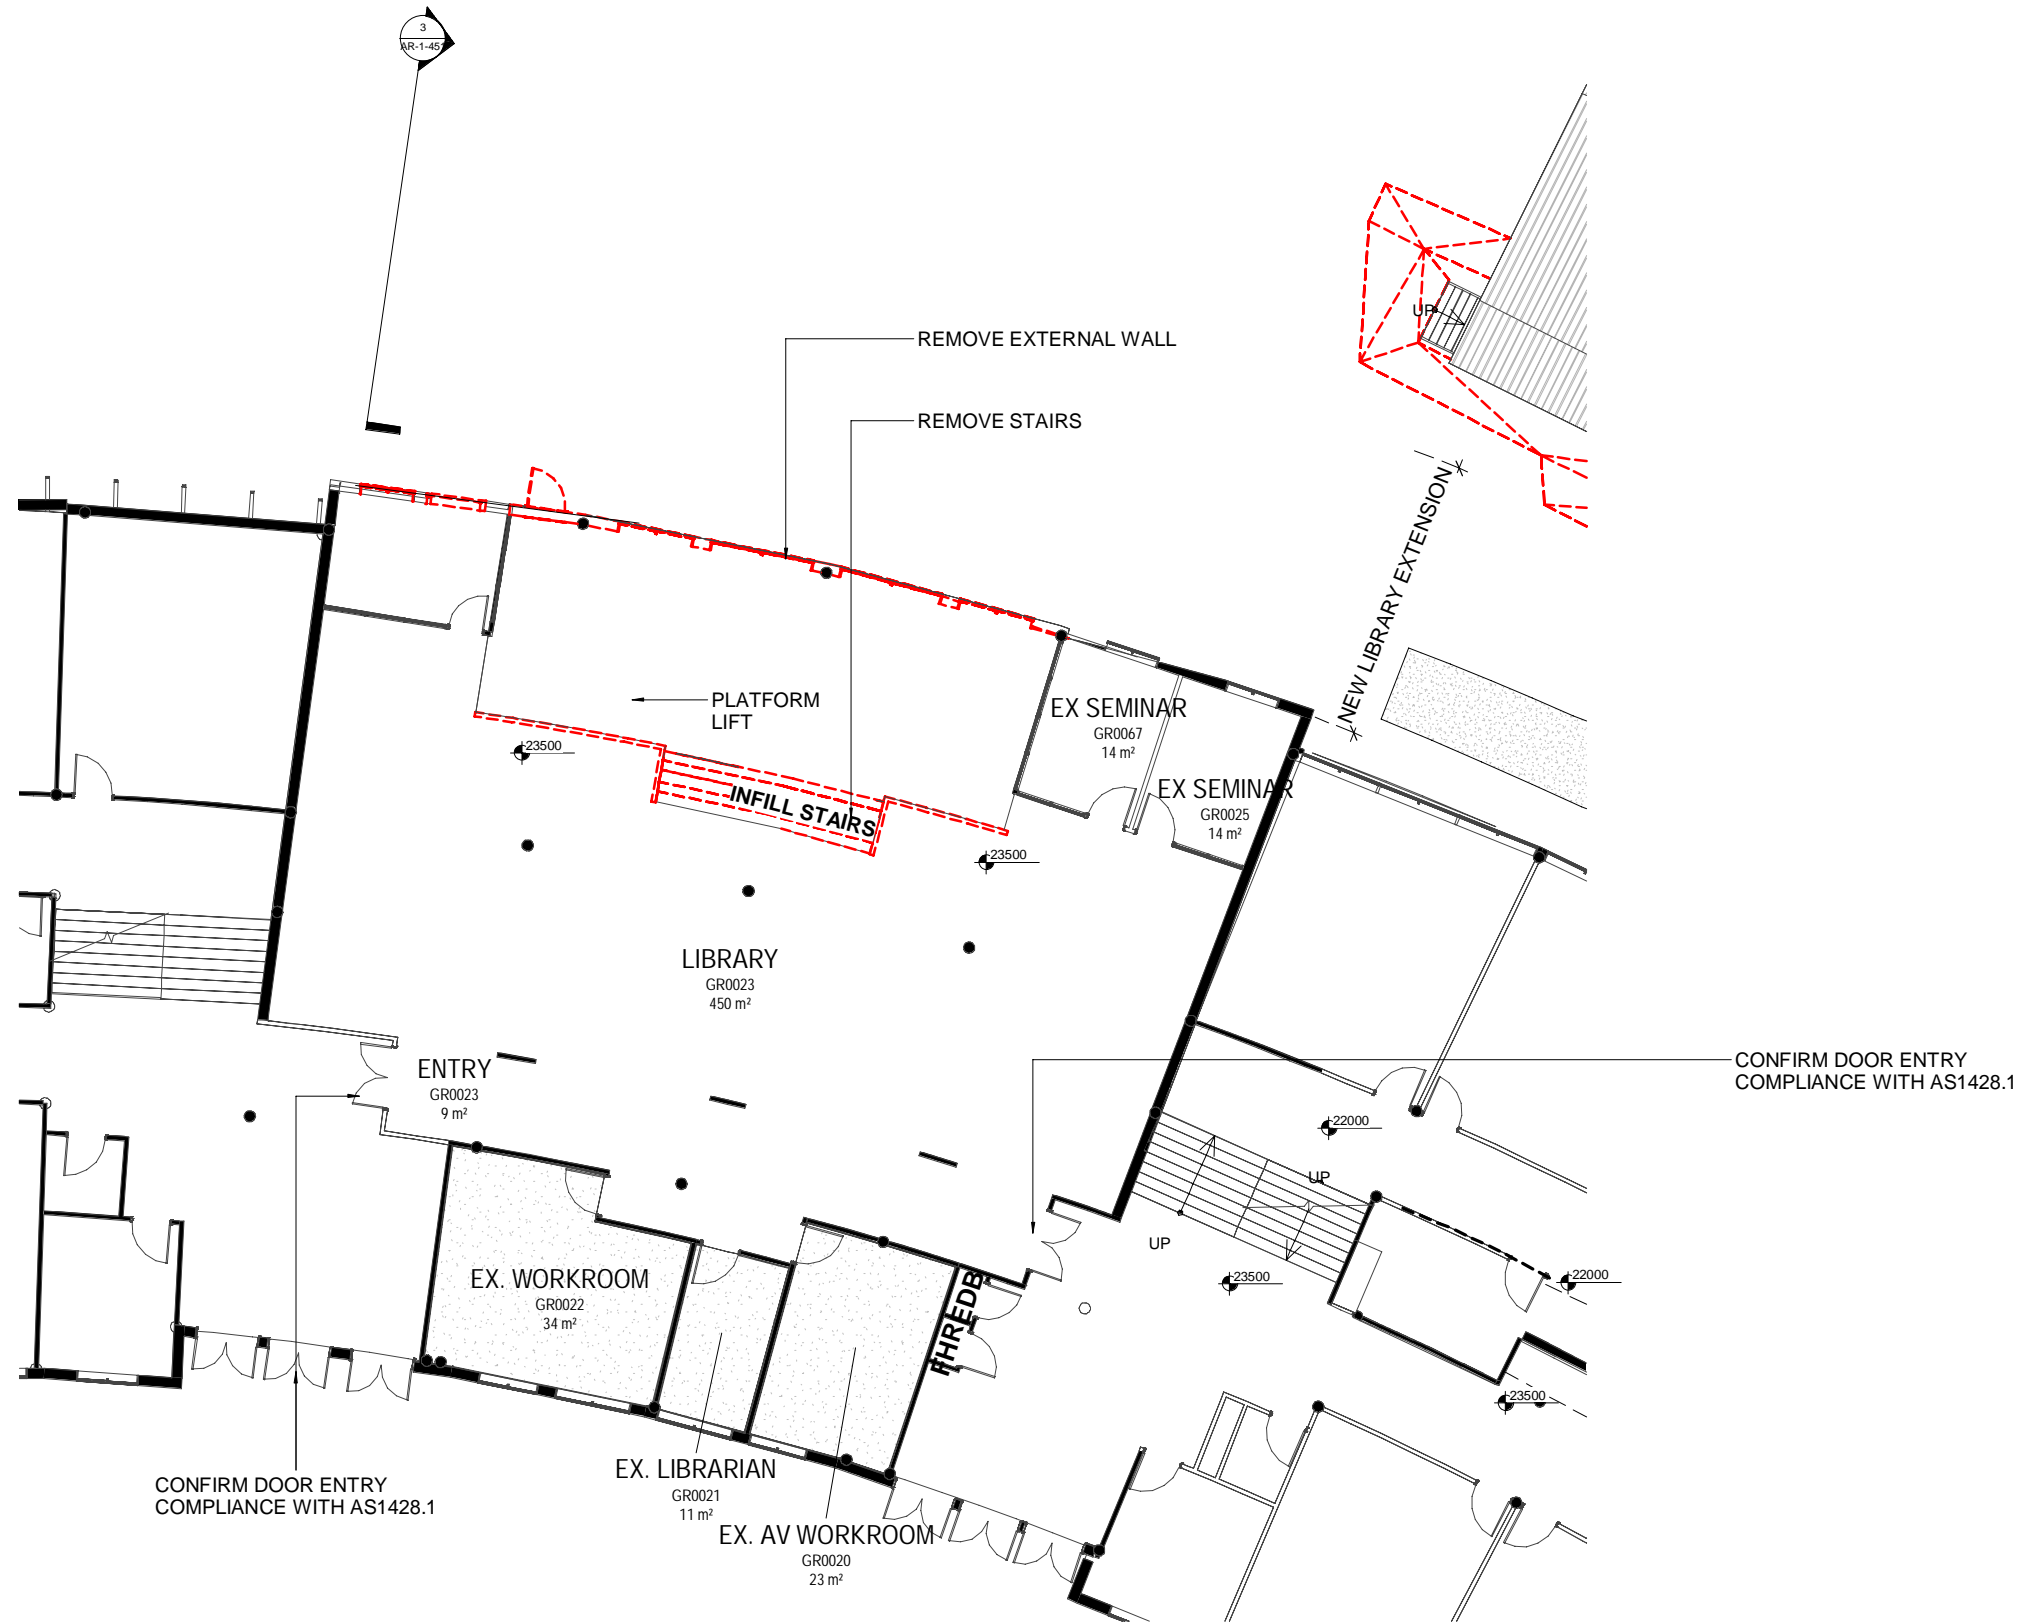 3
AR-1-451
REMOVE EXTERNAL WALL
REMOVE STAIRS
UP
NEW LIBRARY EXTENSION
PLATFORM
LIFT
EX SEMINAR
GR0067
14 m²
23500
INFILL STAIRS
EX SEMINAR
GR0025
14 m²
23500
LIBRARY
GR0023
450 m²
ENTRY
GR0023
9 m²
CONFIRM DOOR ENTRY
COMPLIANCE WITH AS1428.1
22000
UP
UP
23500
22000
EX. WORKROOM
GR0022
34 m²
FHREDB
23500
EX. LIBRARIAN
GR0021
11 m²
CONFIRM DOOR ENTRY
COMPLIANCE WITH AS1428.1
EX. AV WORKROOM
GR0020
23 m²